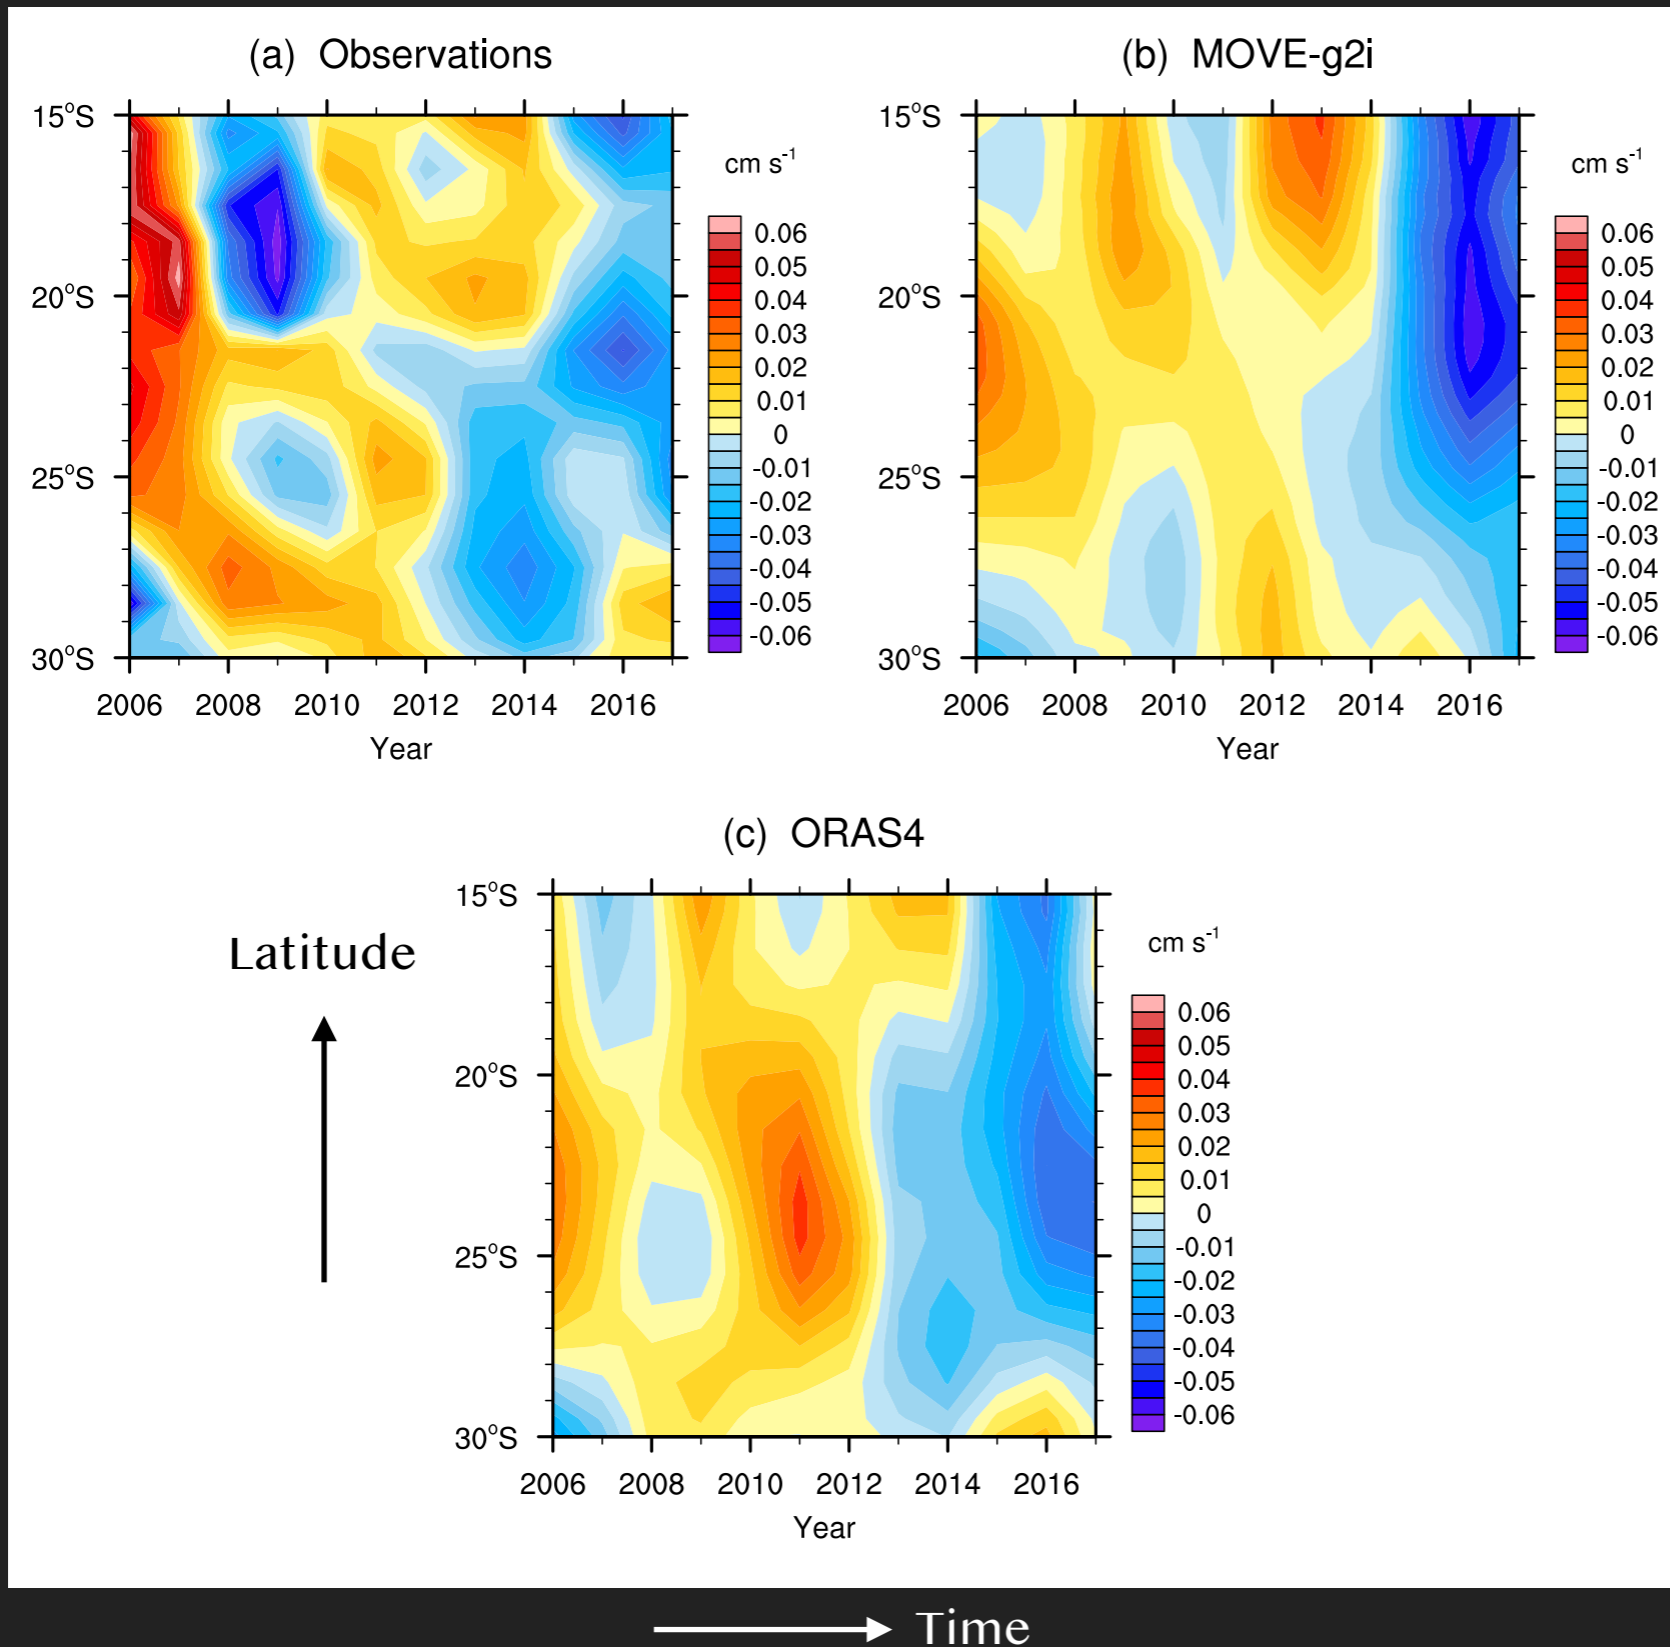 (a) Observations
15°S
20°S
25°S
30°S
2006 2008 2010 2012 2014 2016
Year
cm s⁻¹
0.06
0.05
0.04
0.03
0.02
0.01
0
-0.01
-0.02
-0.03
-0.04
-0.05
-0.06
(b) MOVE-g2i
15°S
20°S
25°S
30°S
2006 2008 2010 2012 2014 2016
Year
cm s⁻¹
0.06
0.05
0.04
0.03
0.02
0.01
0
-0.01
-0.02
-0.03
-0.04
-0.05
-0.06
(c) ORAS4
Latitude
15°S
20°S
25°S
30°S
2006 2008 2010 2012 2014 2016
Year
cm s⁻¹
0.06
0.05
0.04
0.03
0.02
0.01
0
-0.01
-0.02
-0.03
-0.04
-0.05
-0.06
Time